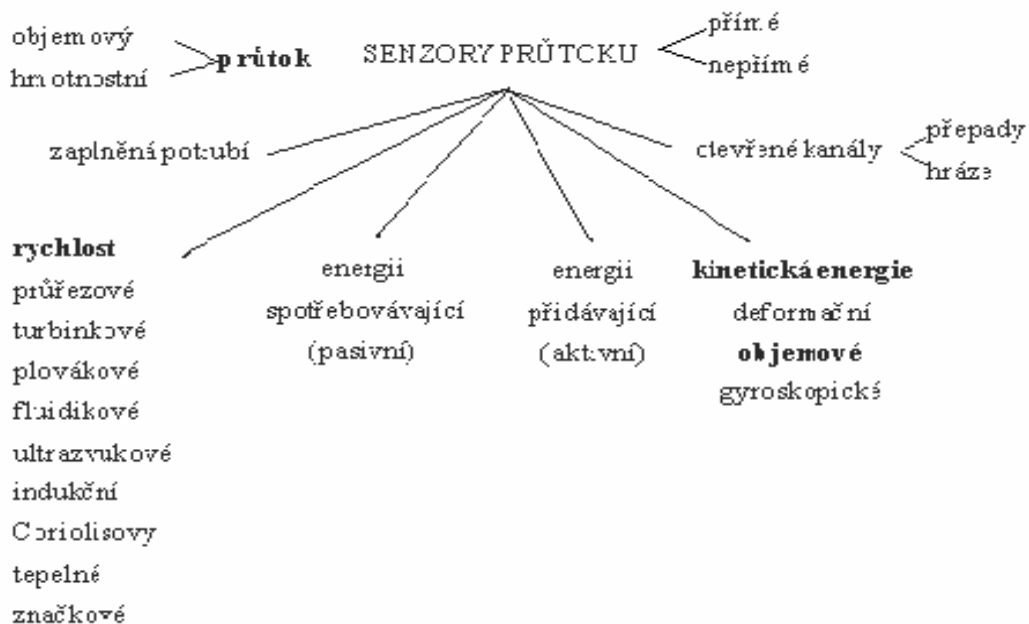 objemový
hmotnostní
průtok
SENZORY PRŮTOKU
přímé
nepřímé
zaplnění potrubí
otevřené kanály
přepady
hráze
rychlost
průřezové
turbinkové
plovákové
fluidikové
ultrazvukové
indukční
Coriolisovy
tepelné
značkové
energii
spotřebovávající
(pasivní)
energii
přidávající
(aktivní)
kinetická energie
deformační
objemové
gyroskopické